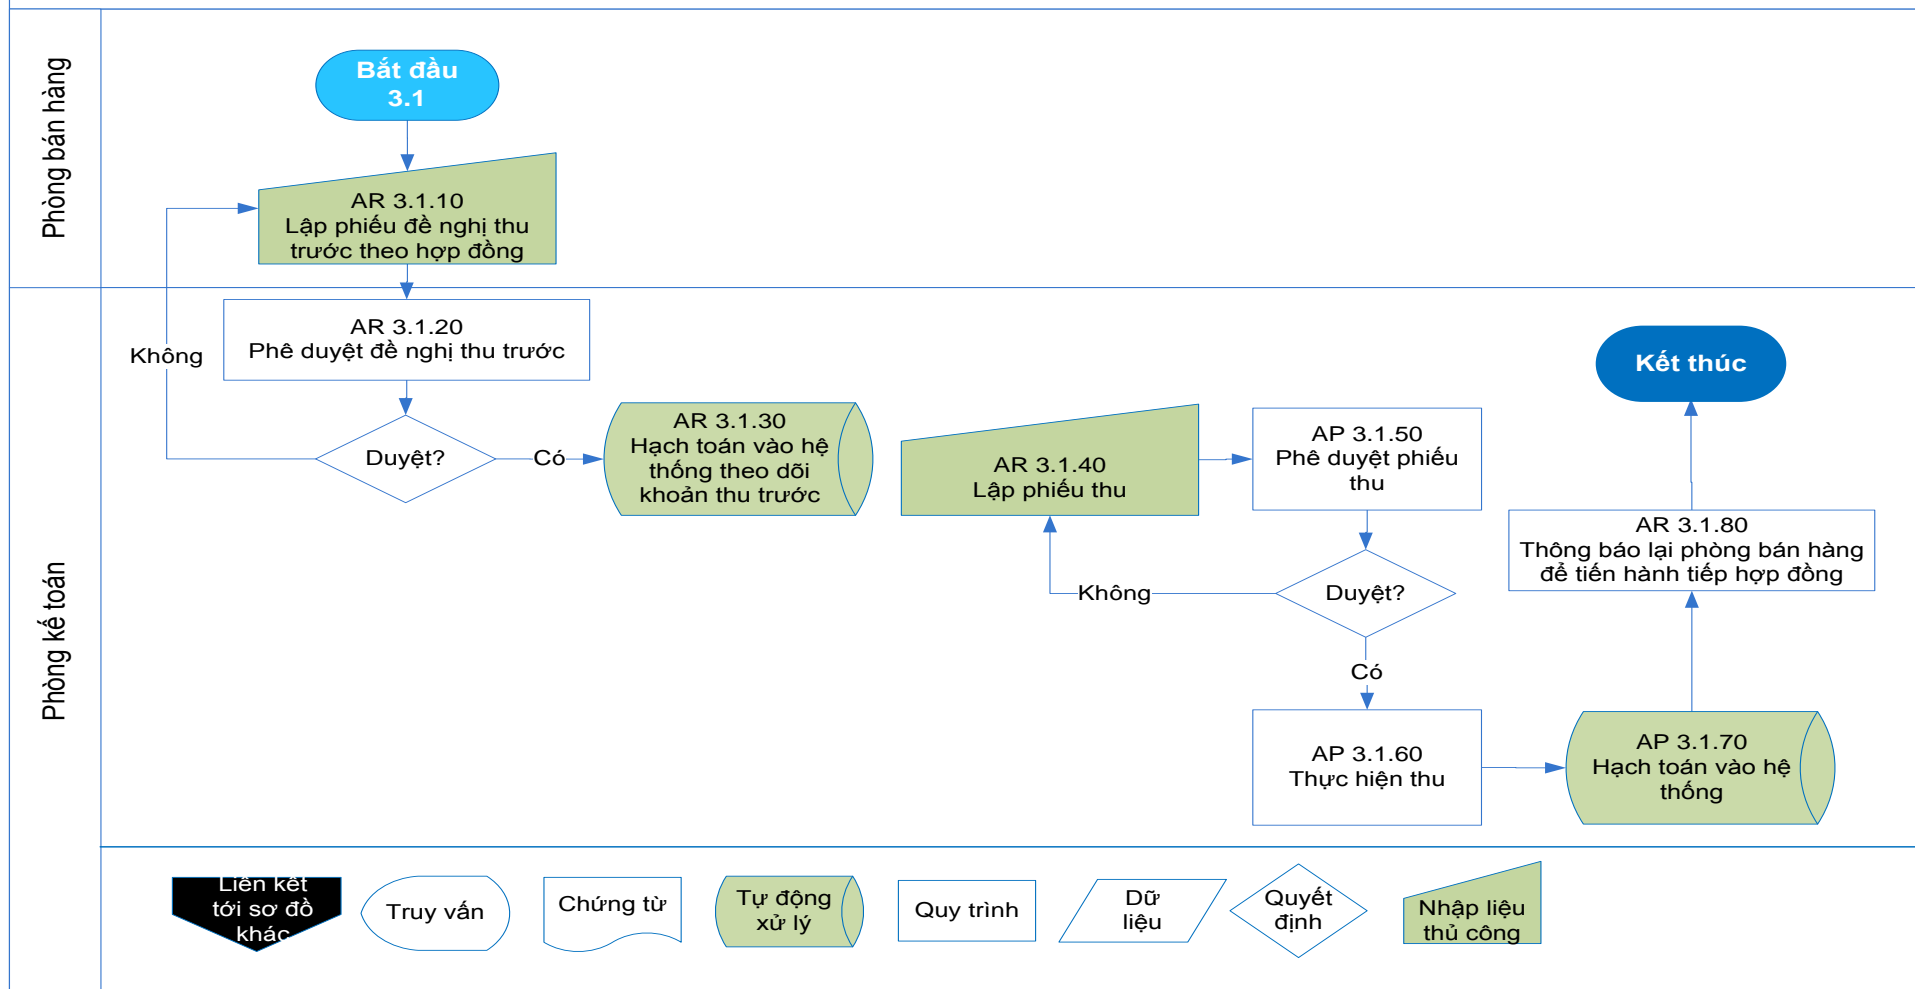 Phòng bán hàng
Bắt đầu
3.1
AR 3.1.10
Lập phiếu đề nghị thu
trước theo hợp đồng
Phòng kế toán
AR 3.1.20
Phê duyệt đề nghị thu trước
Không
Duyệt?
Có
AR 3.1.30
Hạch toán vào hệ
thống theo dõi
khoản thu trước
AR 3.1.40
Lập phiếu thu
AP 3.1.50
Phê duyệt phiếu
thu
Duyệt?
Không
Có
AP 3.1.60
Thực hiện thu
AP 3.1.70
Hạch toán vào hệ
thống
AR 3.1.80
Thông báo lại phòng bán hàng
để tiến hành tiếp hợp đồng
Kết thúc
Liên kết
tới sơ đồ
khác
Truy vấn
Chứng từ
Tự động
xử lý
Quy trình
Dữ
liệu
Quyết
định
Nhập liệu
thủ công